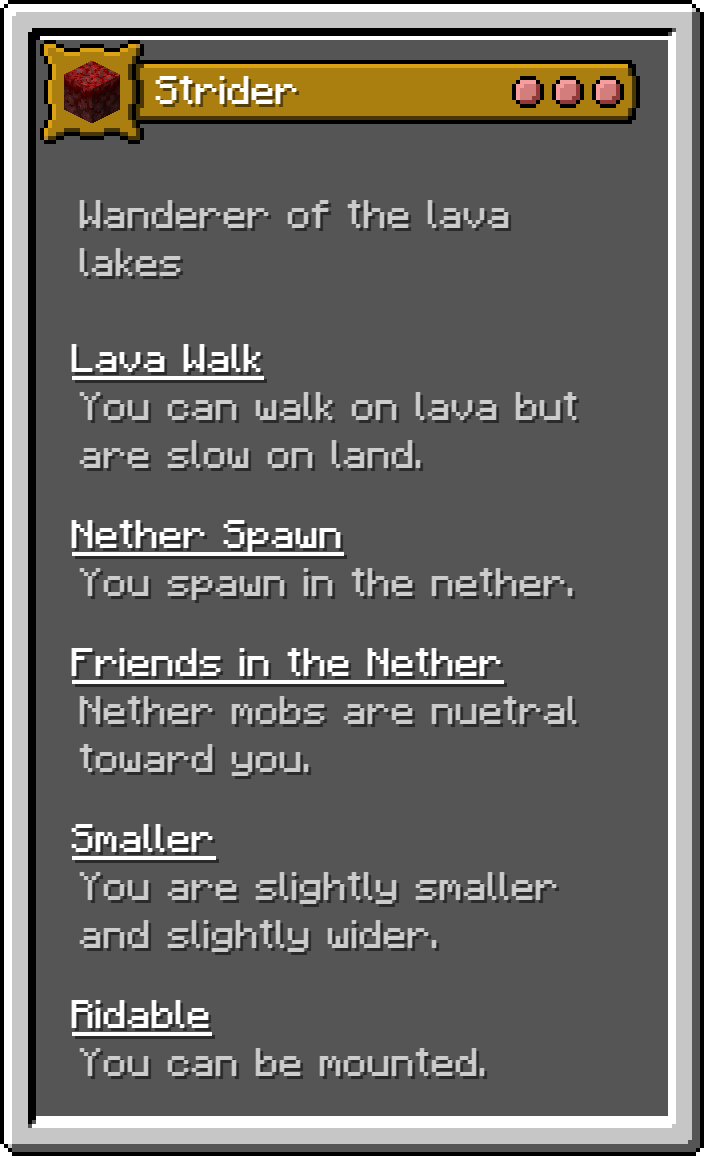 Strider
Wanderer of the lava
lakes
Lava Walk
You can walk on lava but
are slow on land.
Nether Spawn
You spawn in the nether.
Friends in the Nether
Nether mobs are nuetral
toward you.
Smaller
You are slightly smaller
and slightly wider.
Ridable
You can be mounted.